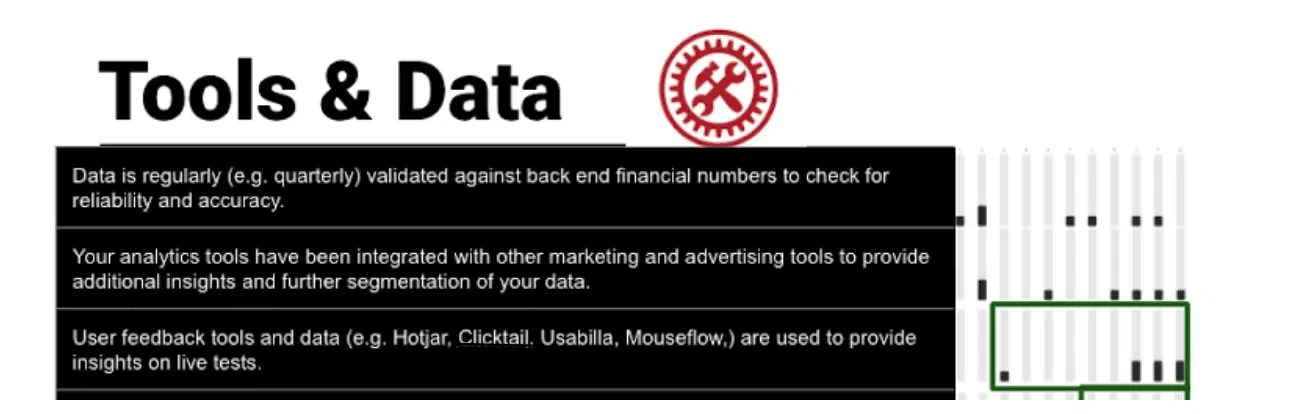 Tools & Data
Data is regularly (e.g. quarterly) validated against back end financial numbers to check for
reliability and accuracy.
Your analytics tools have been integrated with other marketing and advertising tools to provide
additional insights and further segmentation of your data.
User feedback tools and data (e.g. Hotjar, Clicktail, Usabilla, Mouseflow,) are used to provide
insights on live tests.